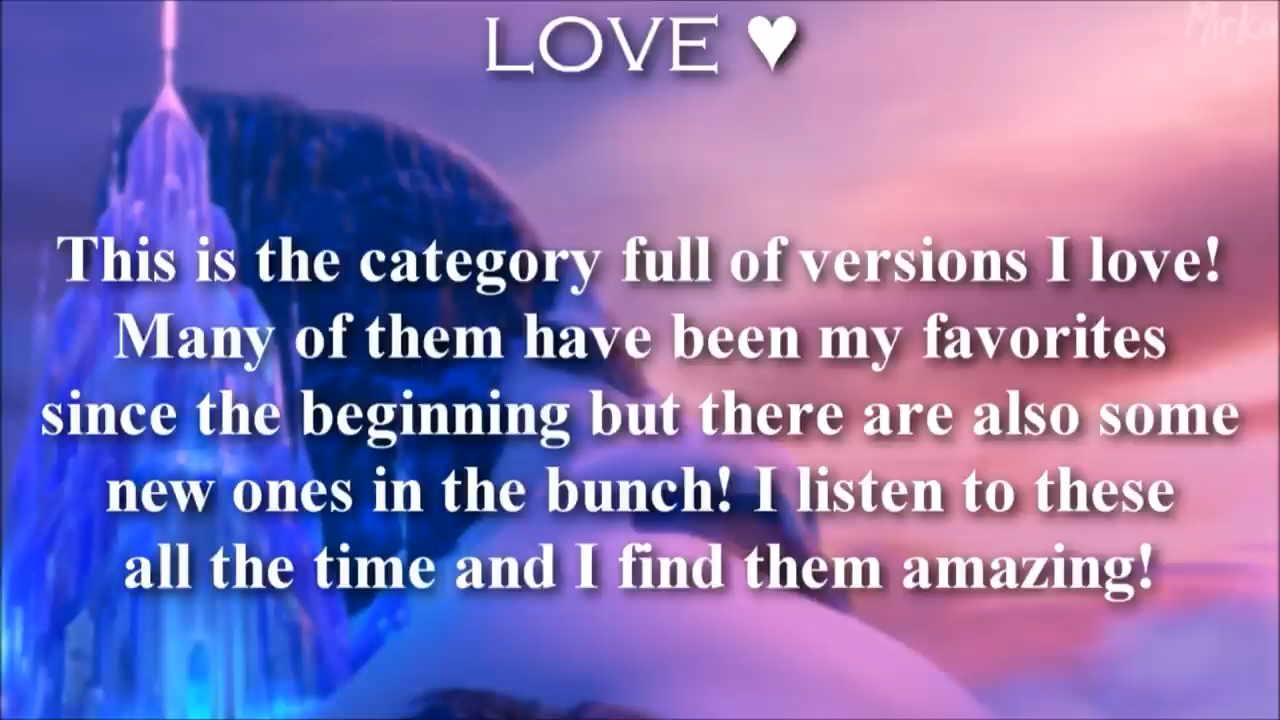 LOVE ♥
Mirka
This is the category full of versions I love!
Many of them have been my favorites
since the beginning but there are also some
new ones in the bunch! I listen to these
all the time and I find them amazing!